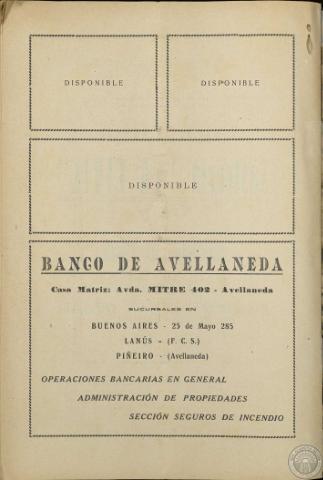 DISPONIBLE
DISPONIBLE
DISPONIBLE
BANCO DE AVELLANEDA
Casa Matriz: Avda. MITRE 402 - Avellaneda
SUCURSALES EN
BUENOS AIRES - 25 de Mayo 285
LANÚS - (F. C. S.)
PIÑEIRO - (Avellaneda)
OPERACIONES BANCARIAS EN GENERAL
ADMINISTRACIÓN DE PROPIEDADES
SECCIÓN SEGUROS DE INCENDIO